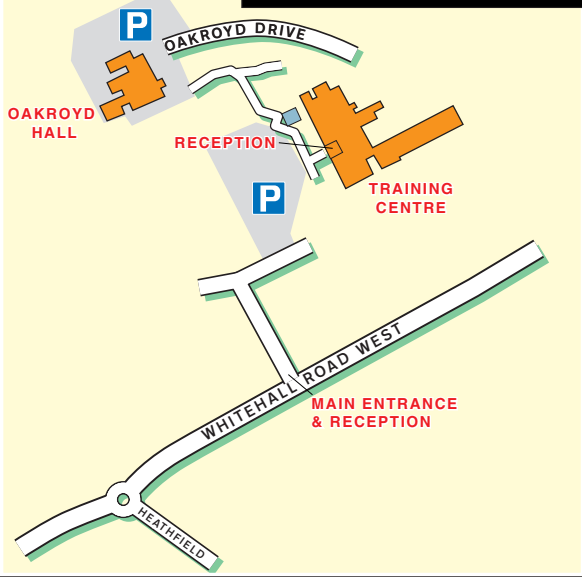 P
OAKROYD DRIVE
OAKROYD
HALL
RECEPTION
P
TRAINING
CENTRE
WHITEHALL ROAD WEST
MAIN ENTRANCE
& RECEPTION
HEATHFIELD